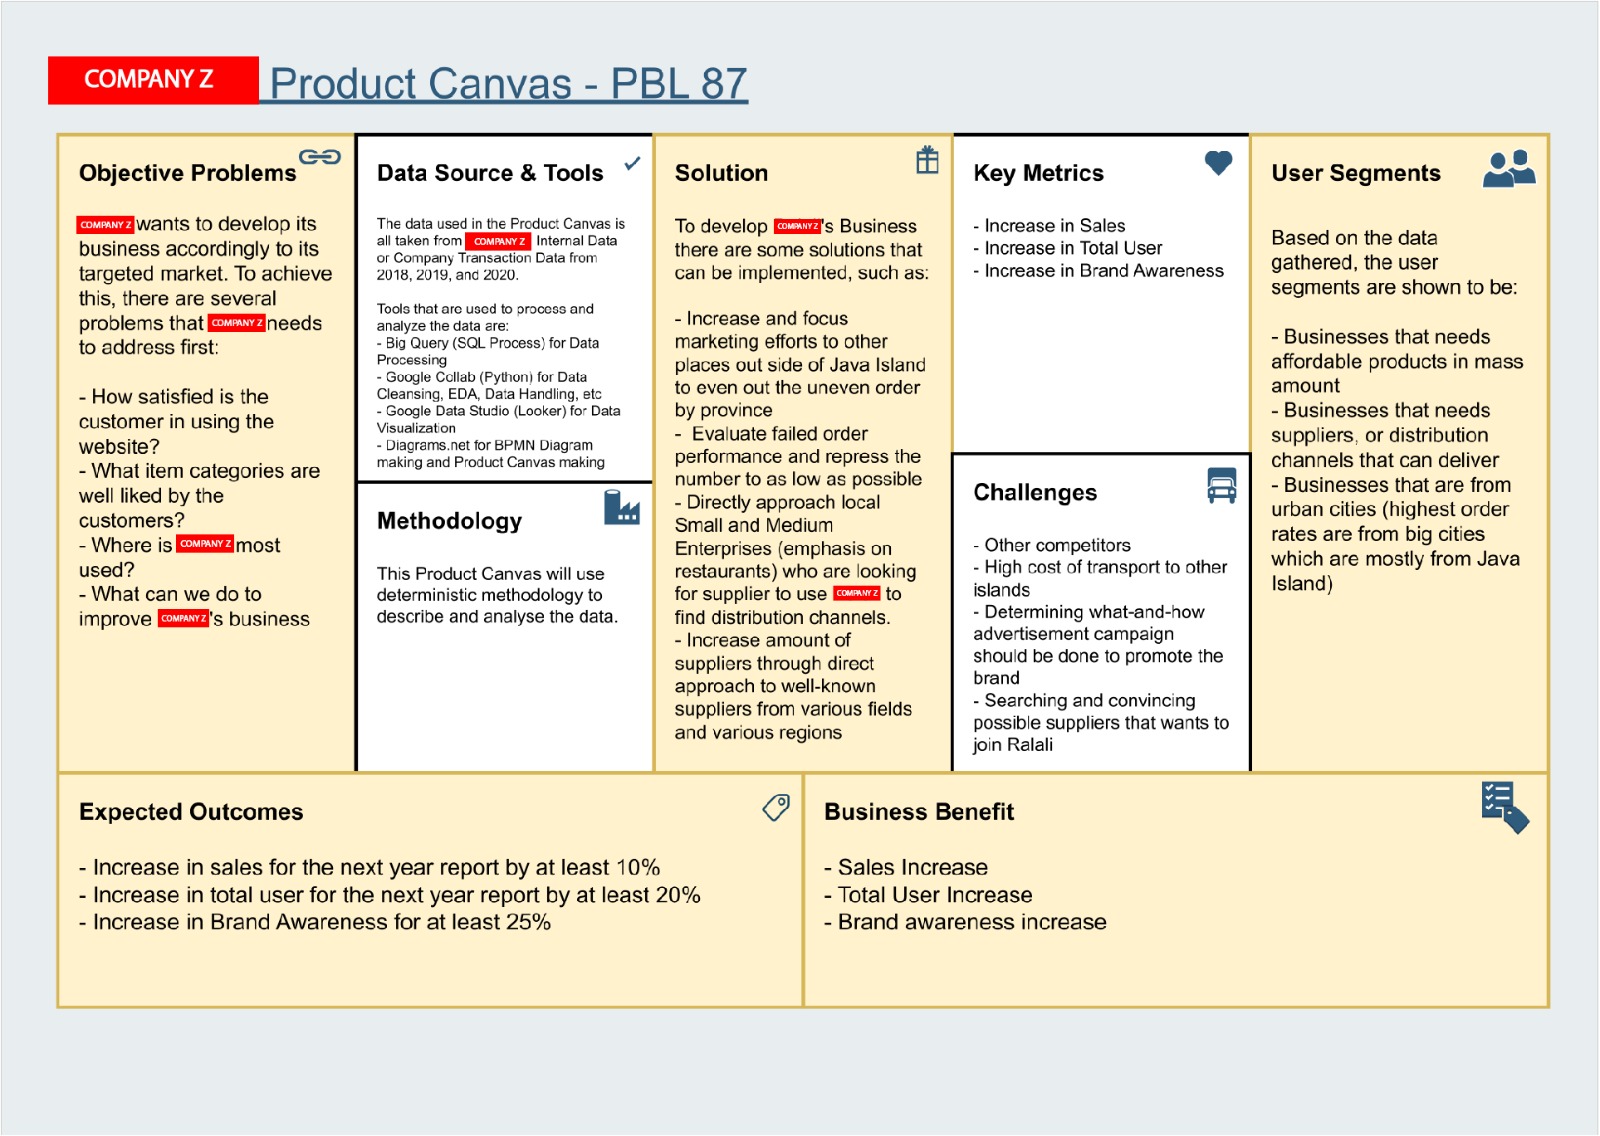 COMPANY Z Product Canvas - PBL 87
Objective Problems
COMPANY Z wants to develop its
business accordingly to its
targeted market. To achieve
this, there are several
problems that COMPANY Z needs
to address first:
- How satisfied is the
customer in using the
website?
- What item categories are
well liked by the
customers?
- Where is COMPANY Z most
used?
- What can we do to
improve COMPANY Z's business
Data Source & Tools
The data used in the Product Canvas is
all taken from COMPANY Z Internal Data
or Company Transaction Data from
2018, 2019, and 2020.
Tools that are used to process and
analyze the data are:
- Big Query (SQL Process) for Data
Processing
- Google Collab (Python) for Data
Cleansing, EDA, Data Handling, etc
- Google Data Studio (Looker) for Data
Visualization
- Diagrams.net for BPMN Diagram
making and Product Canvas making
Methodology
This Product Canvas will use
deterministic methodology to
describe and analyse the data.
Solution
To develop COMPANY Z's Business
there are some solutions that
can be implemented, such as:
- Increase and focus
marketing efforts to other
places out side of Java Island
to even out the uneven order
by province
- Evaluate failed order
performance and repress the
number to as low as possible
- Directly approach local
Small and Medium
Enterprises (emphasis on
restaurants) who are looking
for supplier to use COMPANY Z to
find distribution channels.
- Increase amount of
suppliers through direct
approach to well-known
suppliers from various fields
and various regions
Key Metrics
- Increase in Sales
- Increase in Total User
- Increase in Brand Awareness
Challenges
- Other competitors
- High cost of transport to other
islands
- Determining what-and-how
advertisement campaign
should be done to promote the
brand
- Searching and convincing
possible suppliers that wants to
join Ralali
User Segments
Based on the data
gathered, the user
segments are shown to be:
- Businesses that needs
affordable products in mass
amount
- Businesses that needs
suppliers, or distribution
channels that can deliver
- Businesses that are from
urban cities (highest order
rates are from big cities
which are mostly from Java
Island)
Expected Outcomes
- Increase in sales for the next year report by at least 10%
- Increase in total user for the next year report by at least 20%
- Increase in Brand Awareness for at least 25%
Business Benefit
- Sales Increase
- Total User Increase
- Brand awareness increase